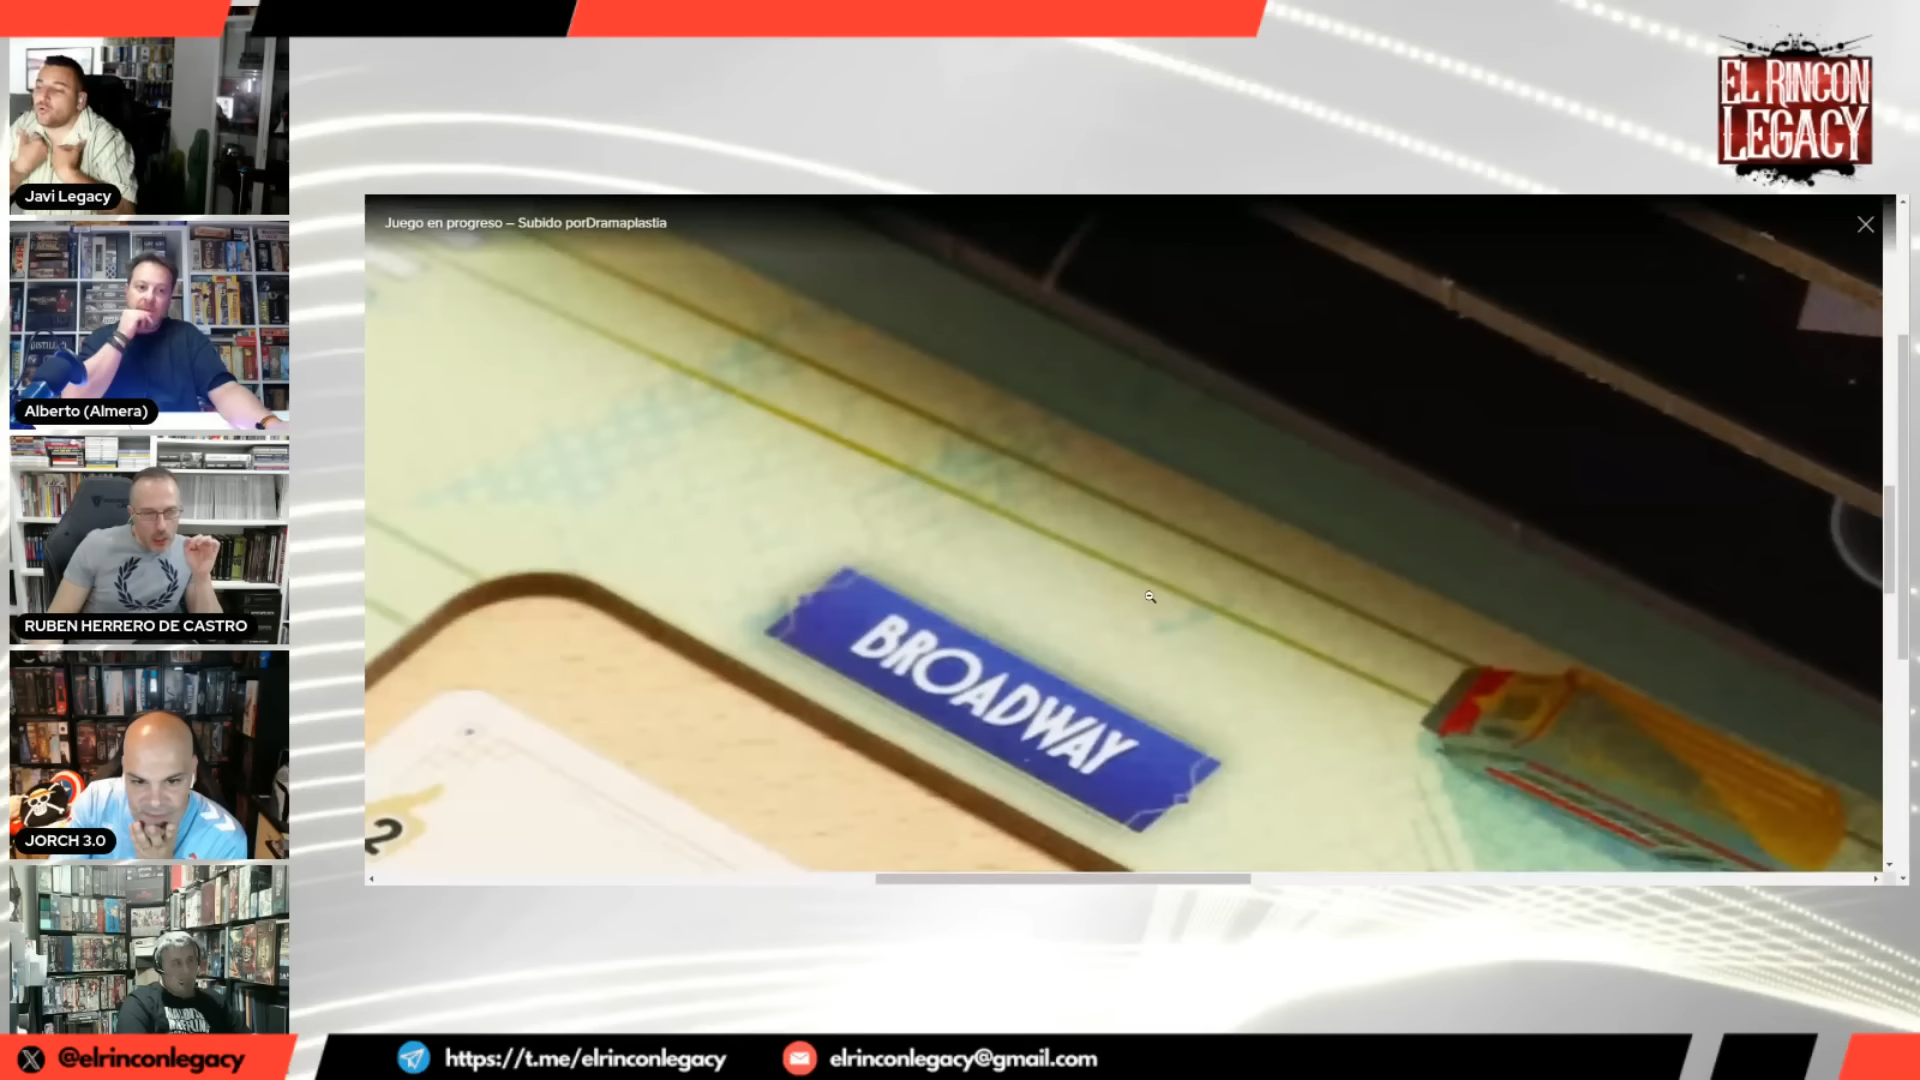 EL RINCON
LEGACY
Javi Legacy
Juego en progreso – Subido porDramaplastia
Alberto (Almera)
RUBEN HERRERO DE CASTRO
BROADWAY
2
JORCH 3.0
@elrinconlegacy
https://t.me/elrinconlegacy
elrinconlegacy@gmail.com